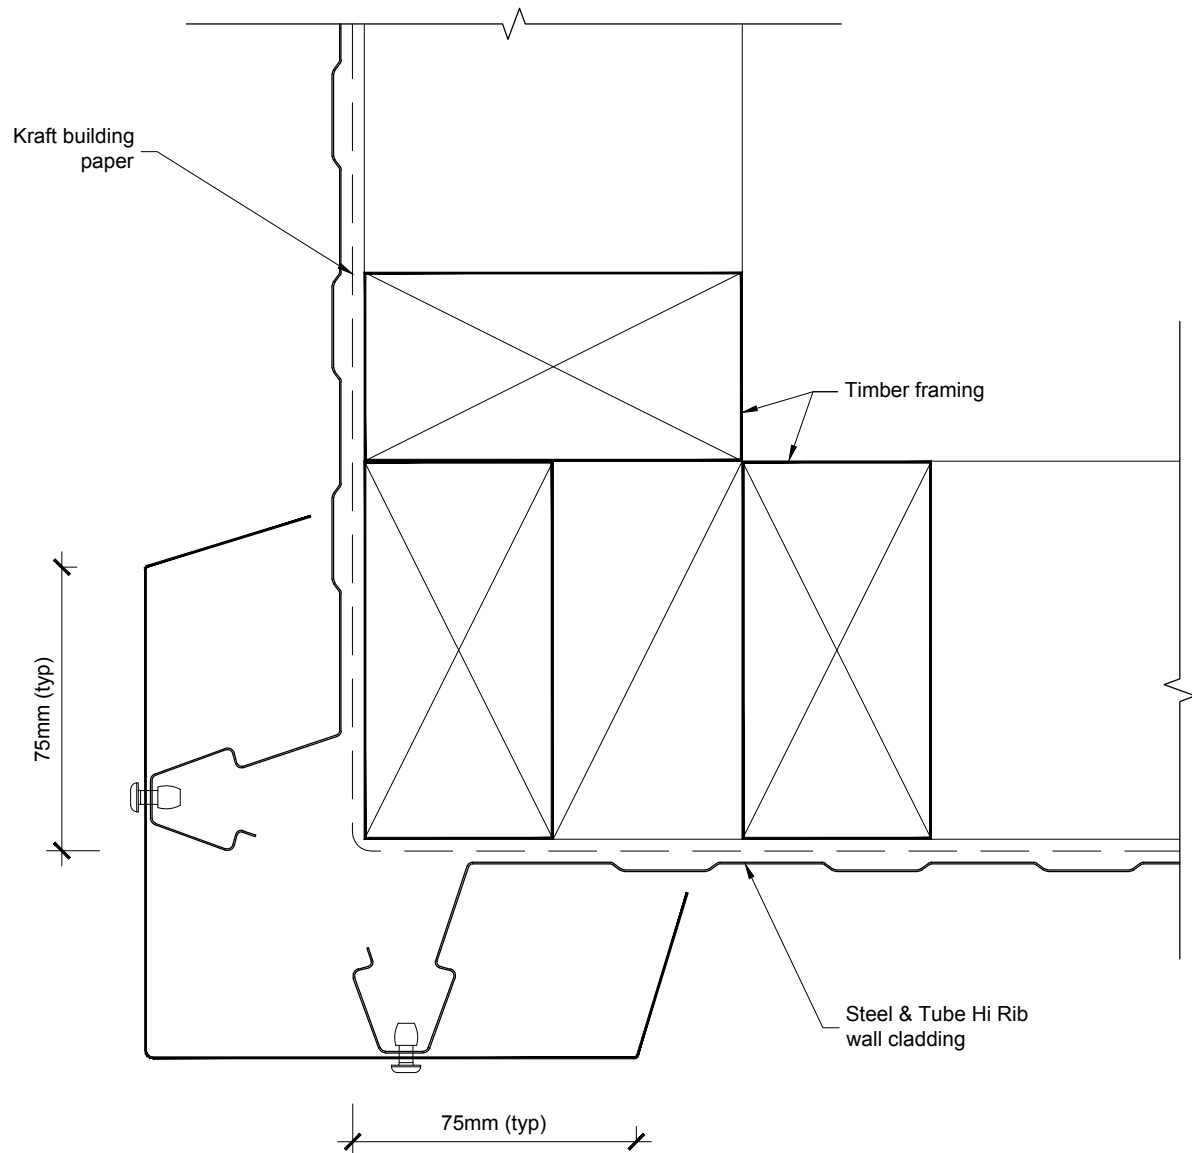 Kraft building
paper
Timber framing
75mm (typ)
Steel & Tube Hi Rib
wall cladding
75mm (typ)